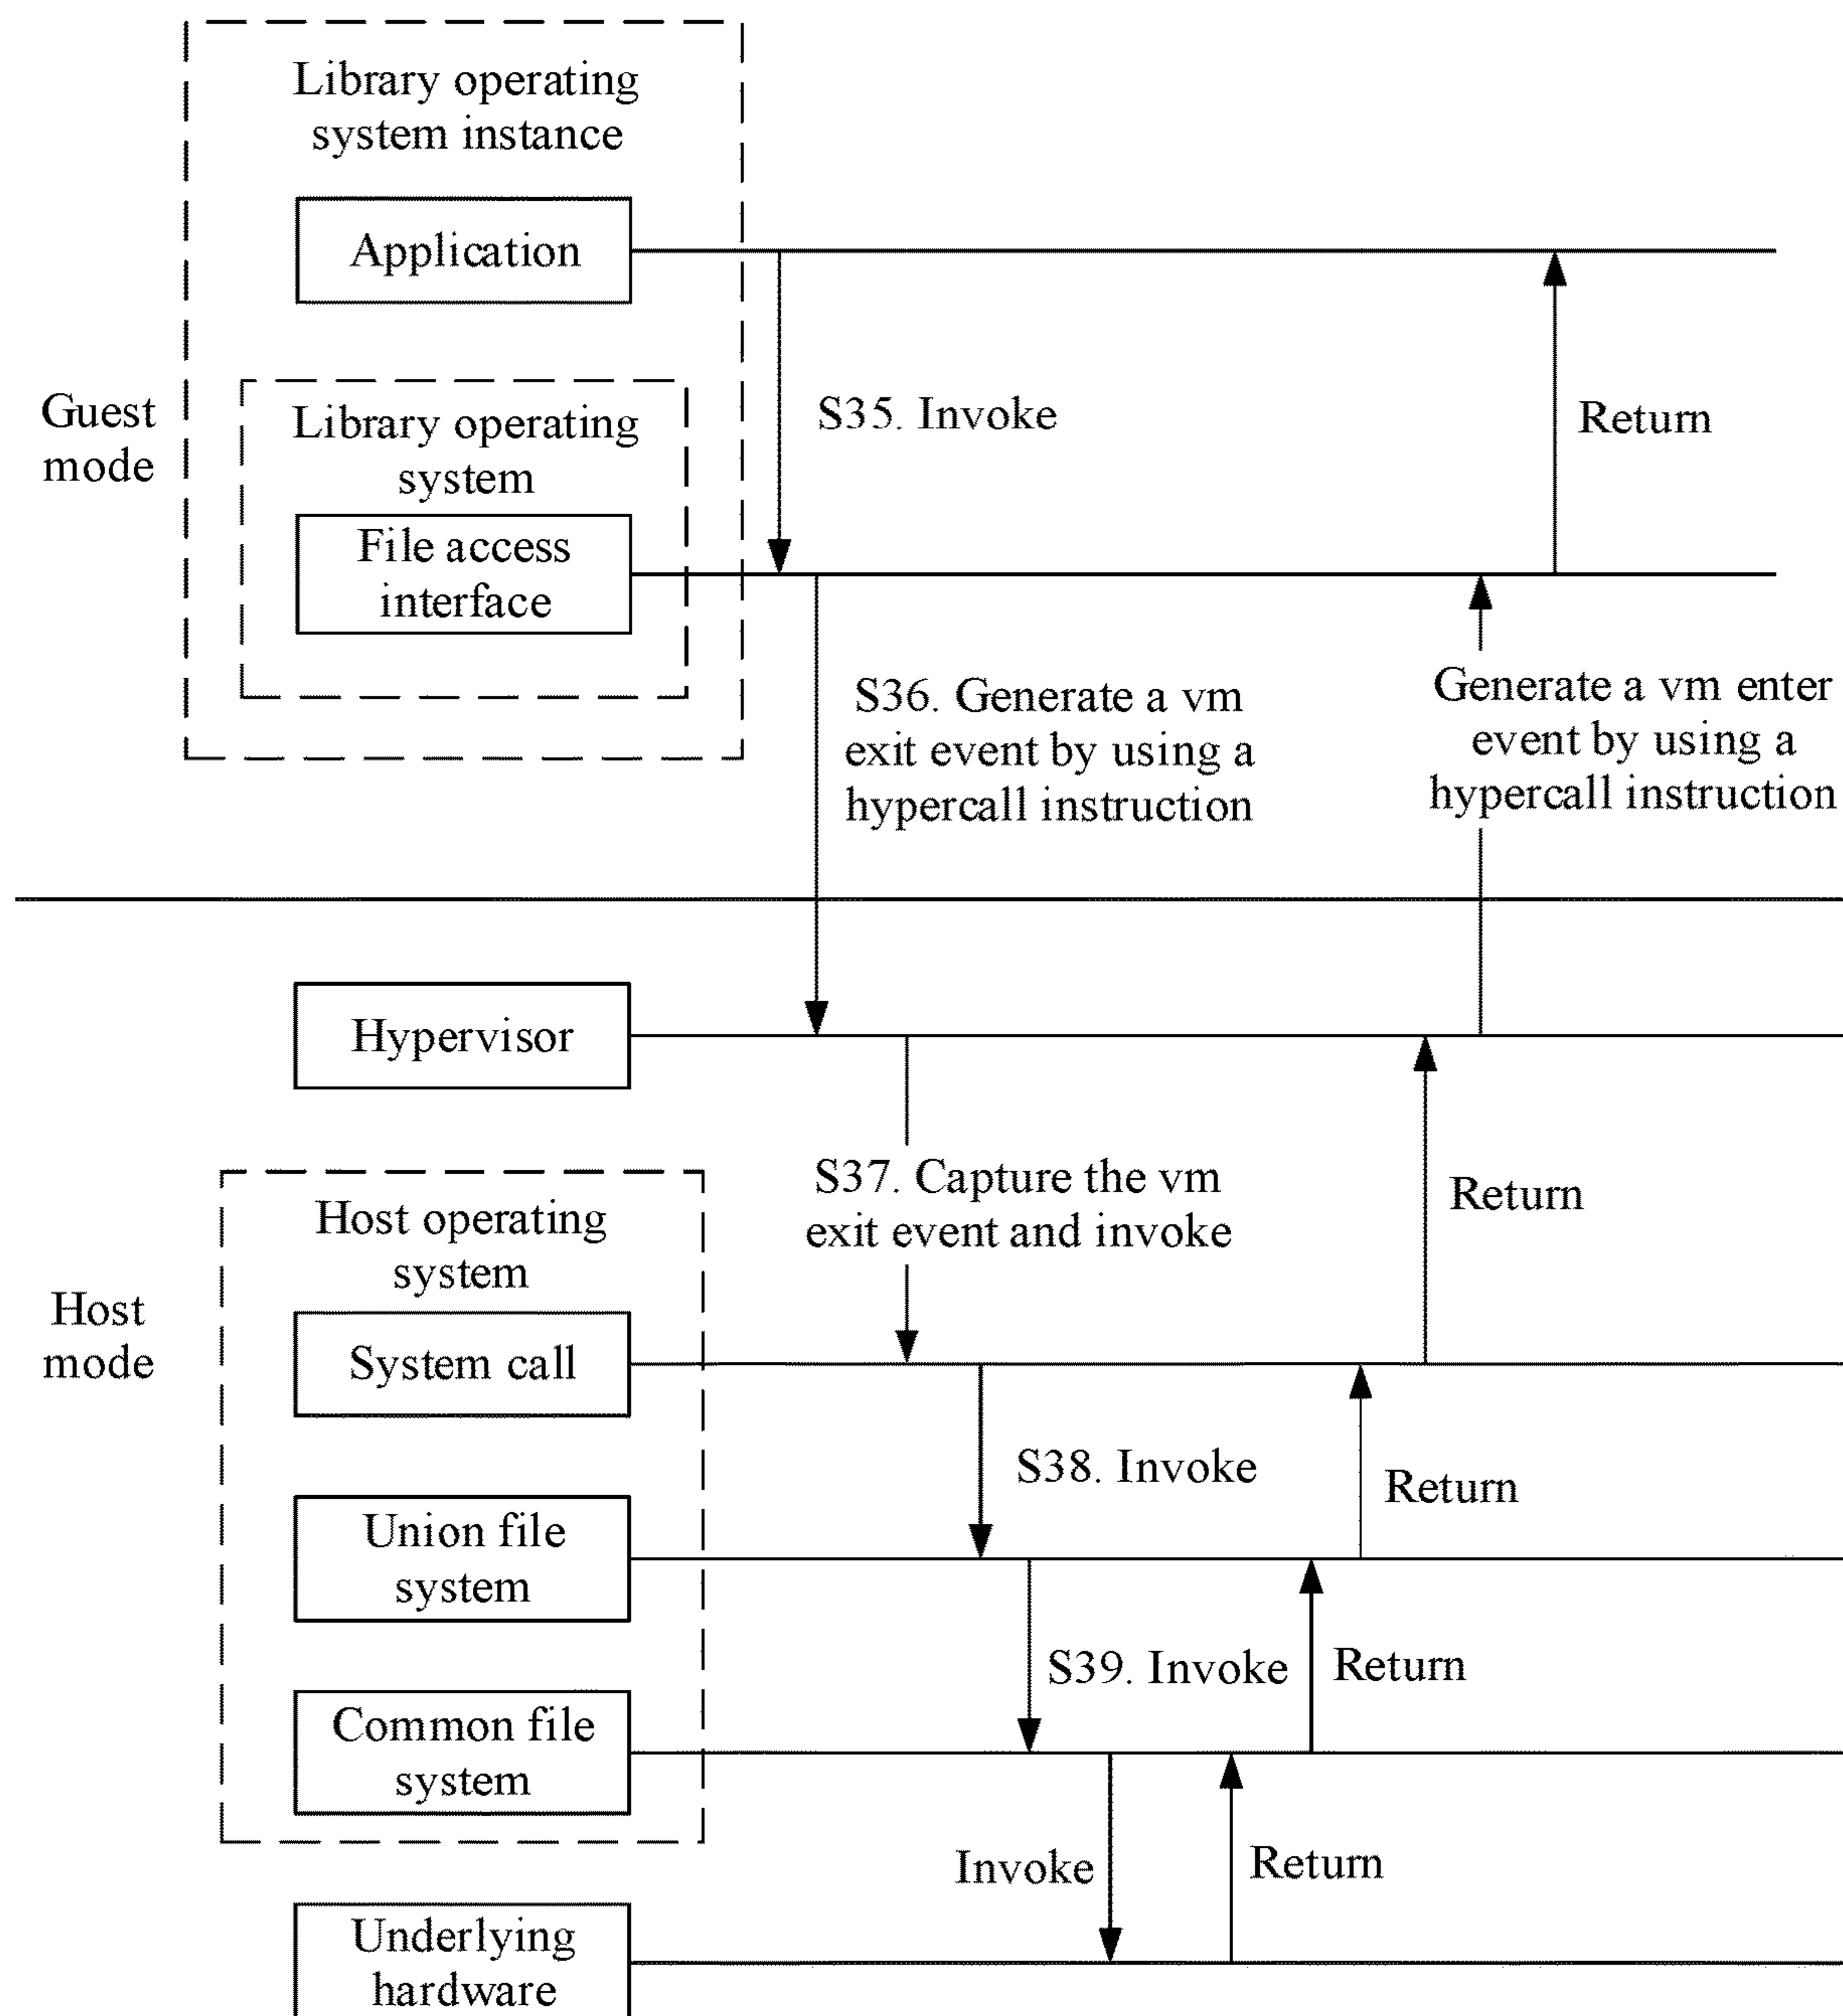 Library operating
system instance
Application
Guest
mode
Library operating
system
File access
interface
S35. Invoke
Return
S36. Generate a vm
exit event by using a
hypercall instruction
Generate a vm enter
event by using a
hypercall instruction
Hypervisor
S37. Capture the vm
exit event and invoke
Return
Host
mode
Host operating
system
System call
S38. Invoke
Return
Union file
system
S39. Invoke
Return
Common file
system
Invoke
Return
Underlying
hardware